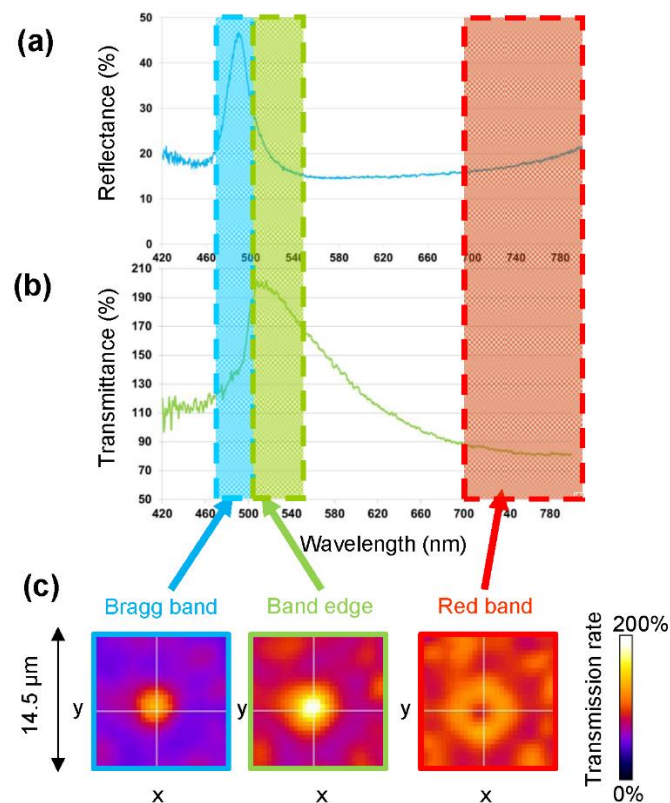 (a)
Reflectance (%)
50
40
30
20
10
0
420 460 500 540 580 620 660 700 740 780
(b)
Transmittance (%)
210
190
170
150
130
110
90
70
50
420 460 500 540 580 620 660 700 40 780
Wavelength (nm)
(c)
Bragg band
Band edge
Red band
14.5 µm
y
y
y
x
x
x
200%
Transmission rate
0%